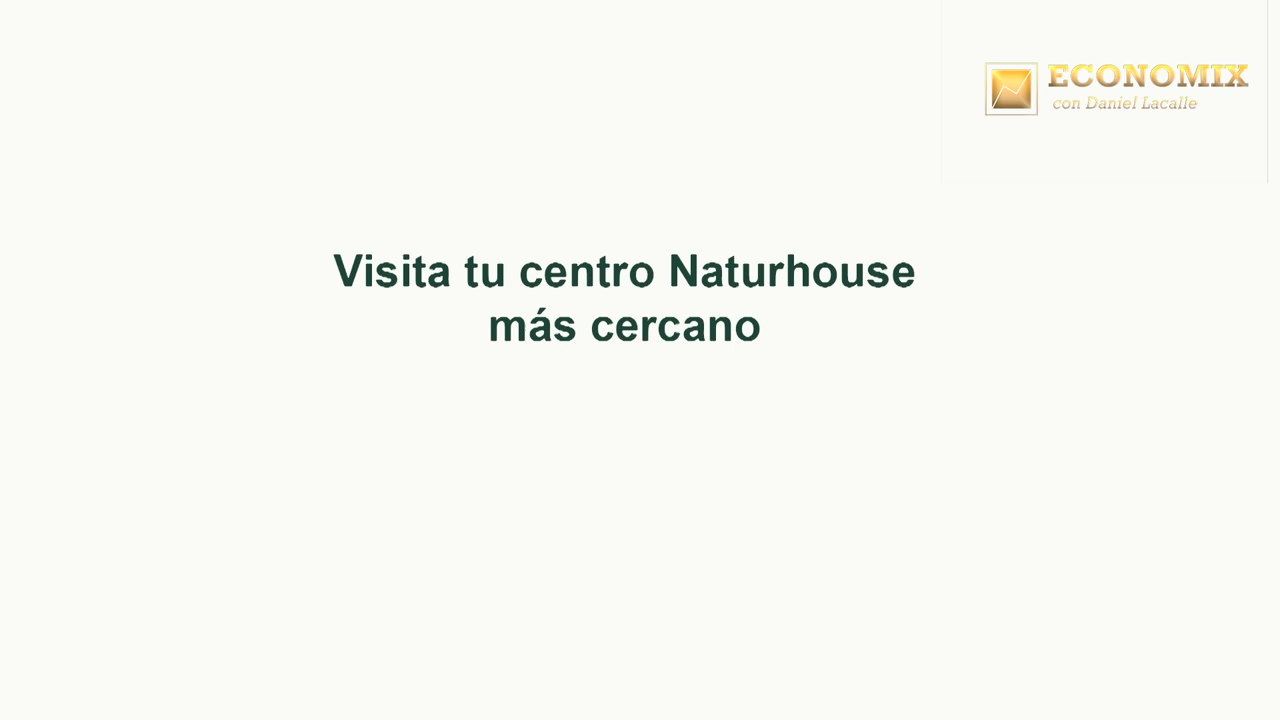 ECONOMIX
con Daniel Lacalle
Visita tu centro Naturhouse
más cercano